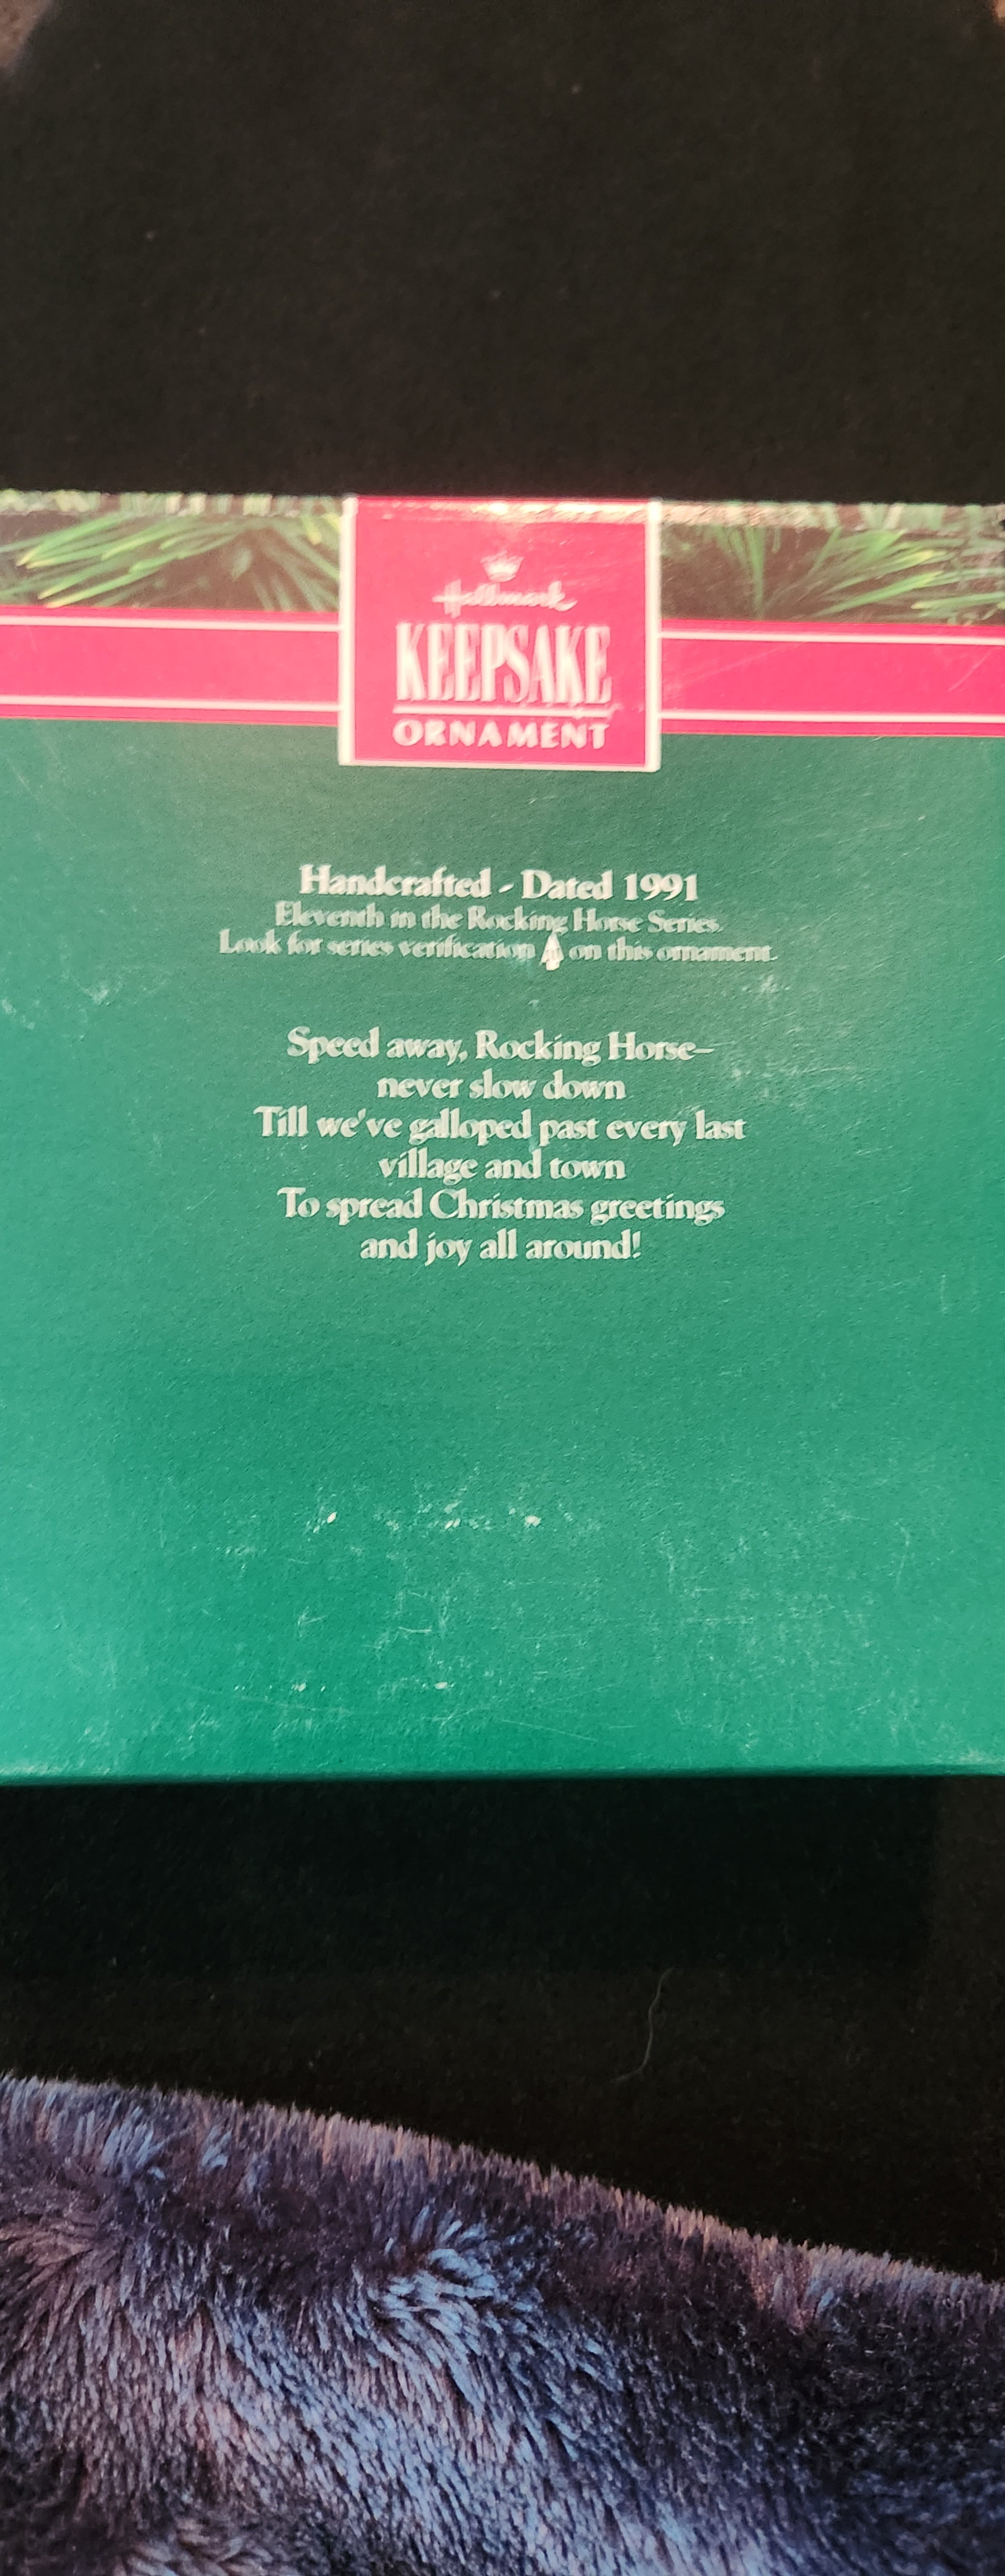 Hallmark
KEEPSAKE
ORNAMENT
Handcrafted - Dated 1991
Eleventh in the Rocking Horse Series.
Look for series verification on this ornament.
Speed away, Rocking Horse—
never slow down
Till we've galloped past every last
village and town
To spread Christmas greetings
and joy all around!